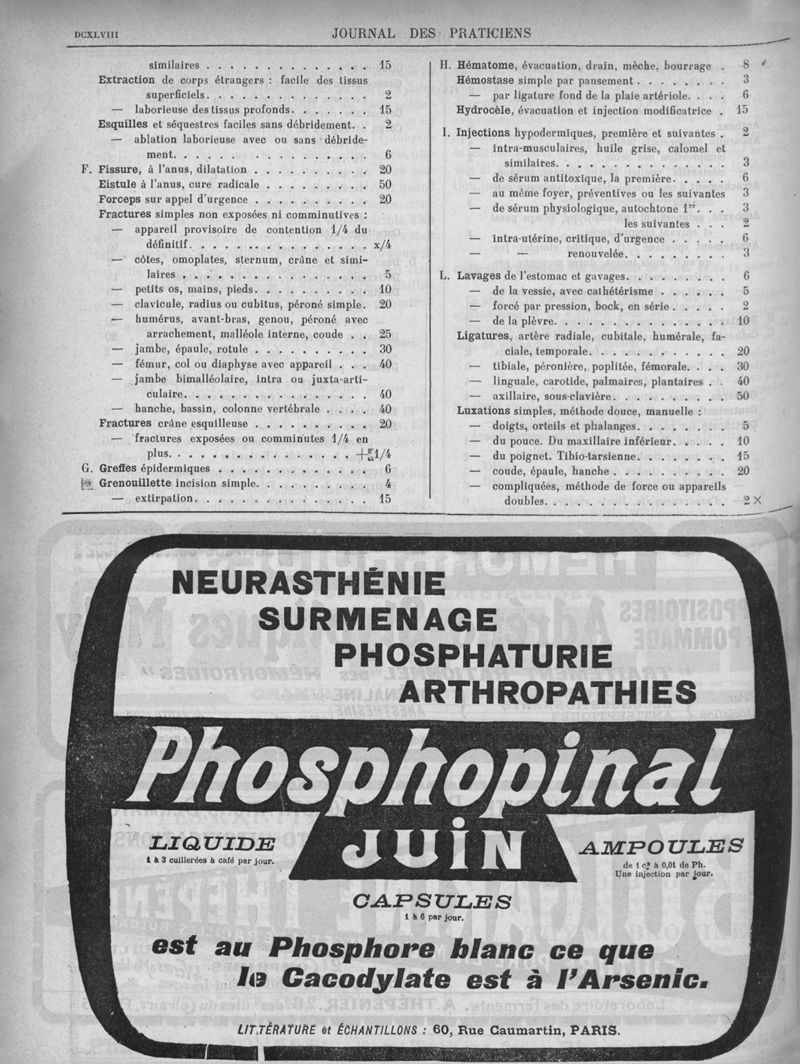 DCXLVIII
JOURNAL DES PRATICIENS
similaires . . . . . . . . . . . . . . 15
Extraction de corps étrangers : facile des tissus
superficiels. . . . . . . . . . . . . . 2
— laborieuse des tissus profonds. . . . . . . 15
Esquilles et séquestres faciles sans débridement. . 2
— ablation laborieuse avec ou sans débride-
ment. . . . . . . . . . . . . . . . 6
F. Fissure, à l'anus, dilatation . . . . . . . . . . 20
Eistule à l'anus, cure radicale . . . . . . . . . 50
Forceps sur appel d'urgence . . . . . . . . . . 20
Fractures simples non exposées ni comminutives :
— appareil provisoire de contention 1/4 du
définitif. . . . . . . . . . . . . . . x/4
— côtes, omoplates, sternum, crâne et simi-
laires . . . . . . . . . . . . . . . . 5
— petits os, mains, pieds. . . . . . . . . . 10
— clavicule, radius ou cubitus, péroné simple. 20
— humérus, avant-bras, genou, péroné avec
arrachement, malléole interne, coude . . 25
— jambe, épaule, rotule . . . . . . . . . . 30
— fémur, col ou diaphyse avec appareil . . . 40
— jambe bimalléolaire, intra ou juxta-arti-
culaire. . . . . . . . . . . . . . . . 40
— hanche, bassin, colonne vertébrale . . . . 40
Fractures crâne esquilleuse . . . . . . . . . . 20
— fractures exposées ou comminutes 1/4 en
plus. . . . . . . . . . . . . . . . 1/4
G. Greffes épidermiques . . . . . . . . . . . . . 6
Grenouillette incision simple. . . . . . . . . . 4
— extirpation. . . . . . . . . . . . . . . . 15
H. Hématome, évacuation, drain, mèche, bourrage . 8
Hémostase simple par pansement . . . . . . . . 3
— par ligature fond de la plaie artériole. . . . 6
Hydrocèle, évacuation et injection modificatrice . 15
I. Injections hypodermiques, première et suivantes . 2
— intra-musculaires, huile grise, calomel et
similaires. . . . . . . . . . . . . . . 3
— de sérum antitoxique, la première. . . . . 6
— au même foyer, préventives ou les suivantes 3
— de sérum physiologique, autochtone 1re. . . 3
les suivantes . . . 2
— intra-utérine, critique, d'urgence . . . . . 6
— — renouvelée. . . . . . . . 3
L. Lavages de l'estomac et gavages. . . . . . . . . 6
— de la vessie, avec cathétérisme . . . . . . 5
— forcé par pression, bock, en série . . . . . 2
— de la plèvre. . . . . . . . . . . . . . . 10
Ligatures, artère radiale, cubitale, humérale, fa-
ciale, temporale. . . . . . . . . . . . 20
— tibiale, péronière, poplitée, fémorale. . . . 30
— linguale, carotide, palmaires, plantaires . . 40
— axillaire, sous-clavière. . . . . . . . . . 50
Luxations simples, méthode douce, manuelle :
— doigts, orteils et phalanges. . . . . . . . 5
— du pouce. Du maxillaire inférieur. . . . . 10
— du poignet. Tibio-tarsienne. . . . . . . . 15
— coude, épaule, hanche . . . . . . . . . . 20
— compliquées, méthode de force ou appareils
doubles. . . . . . . . . . . . . . . . 2 ×
NEURASTHÉNIE
SURMENAGE
PHOSPHATURIE
ARTHROPATHIES
Phosphopinal
JUIN
LIQUIDE
1 à 3 cuillerées à café par jour.
AMPOULES
de 1 c3 à 0,01 de Ph.
Une injection par jour.
CAPSULES
1 à 6 par jour.
est au Phosphore blanc ce que
le Cacodylate est à l'Arsenic.
LITTÉRATURE et ÉCHANTILLONS : 60, Rue Caumartin, PARIS.